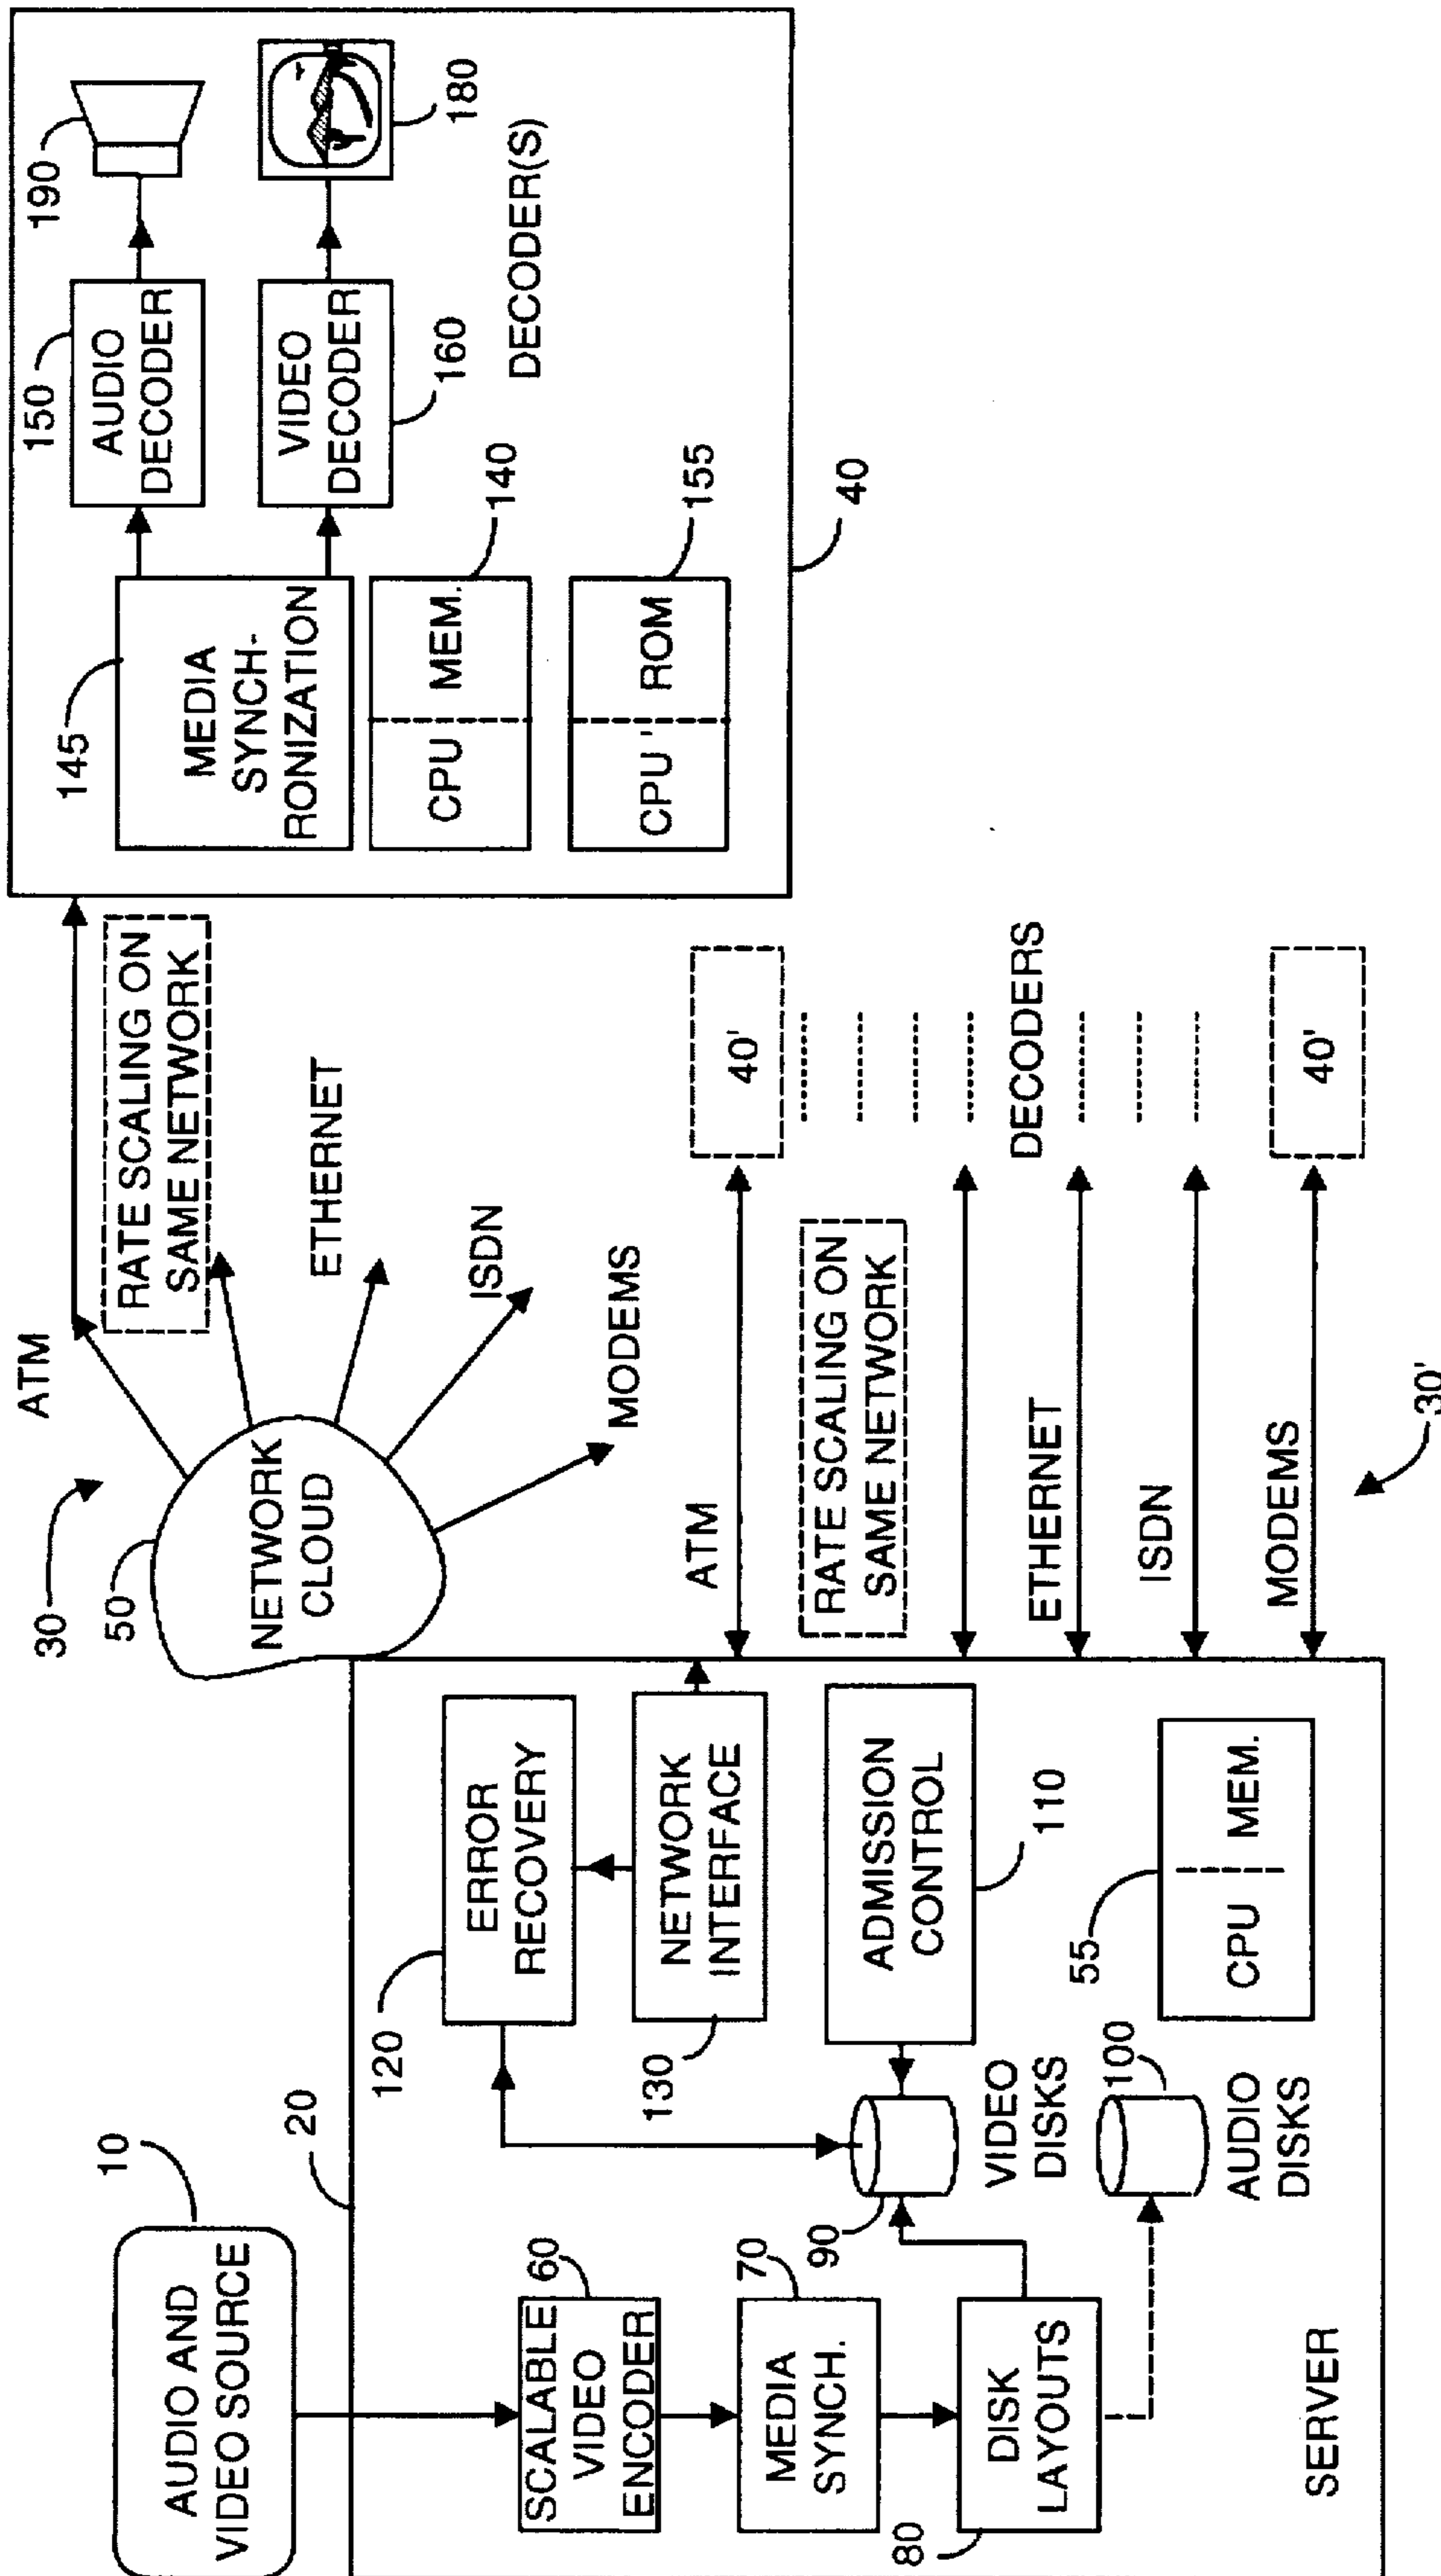 10
AUDIO AND
VIDEO SOURCE
20
SCALABLE
VIDEO
ENCODER
60
MEDIA
SYNCH.
70
DISK
LAYOUTS
80
SERVER
90
VIDEO
DISKS
100
AUDIO
DISKS
120
ERROR
RECOVERY
130
NETWORK
INTERFACE
ADMISSION
CONTROL
110
55
CPU
MEM.
30
50
NETWORK
CLOUD
ATM
RATE SCALING ON
SAME NETWORK
ETHERNET
ISDN
MODEMS
ATM
RATE SCALING ON
SAME NETWORK
ETHERNET
ISDN
MODEMS
30'
40'
DECODERS
40'
145
MEDIA
SYNCH-
RONIZATION
CPU
MEM.
140
CPU '
ROM
155
40
150
AUDIO
DECODER
VIDEO
DECODER
160
190
180
DECODER(S)